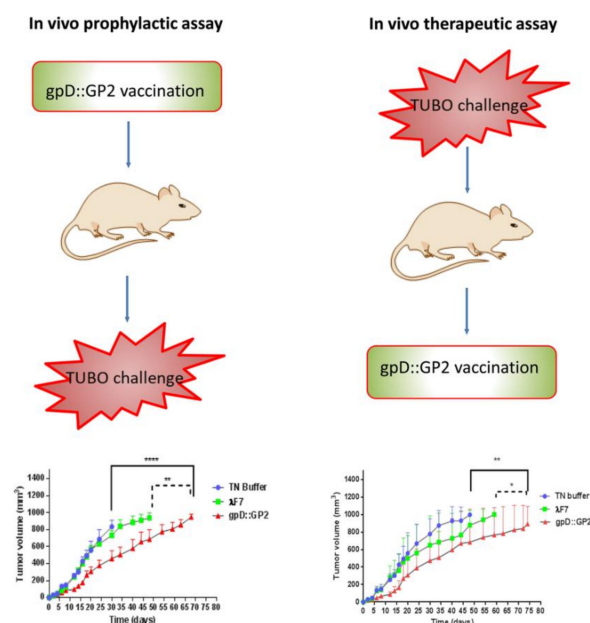 In vivo prophylactic assay
gpD::GP2 vaccination
TUBO challenge
Tumor volume (mm³)
1400
1200
1000
800
600
400
200
0
0 5 10 15 20 25 30 35 40 45 50 55 60 65 70 75 80
Time (days)
****
**
TN Buffer
λF7
gpD::GP2
In vivo therapeutic assay
TUBO challenge
gpD::GP2 vaccination
Tumor volume (mm³)
1400
1200
1000
800
600
400
200
0
0 5 10 15 20 25 30 35 40 45 50 55 60 65 70 75 80
Time (days)
**
*
TN buffer
λF7
gpD::GP2